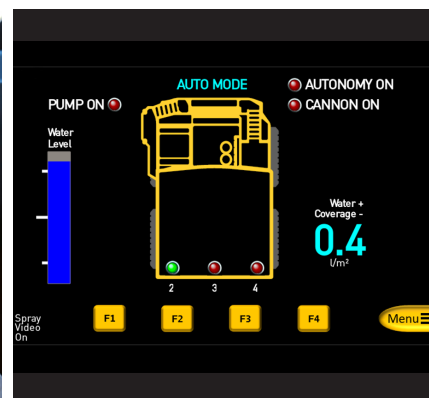 AUTO MODE
AUTONOMY ON
PUMP ON
CANNON ON
Water
Level
Water +
Coverage -
0.4
l/m²
2 3 4
F1 F2 F3 F4 Menu
Spray
Video
On